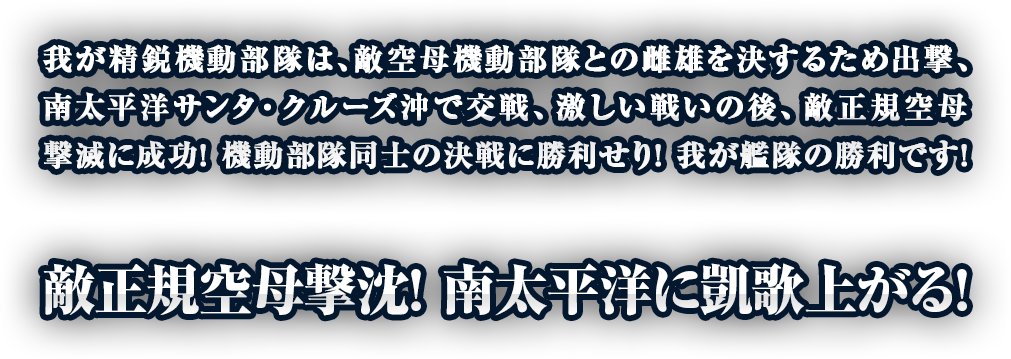 我が精鋭機動部隊は、敵空母機動部隊との雌雄を決するため出撃、
南太平洋サンタ・クルーズ沖で交戦、激しい戦いの後、敵正規空母
撃滅に成功! 機動部隊同士の決戦に勝利せり! 我が艦隊の勝利です!
敵正規空母撃沈! 南太平洋に凱歌上がる!